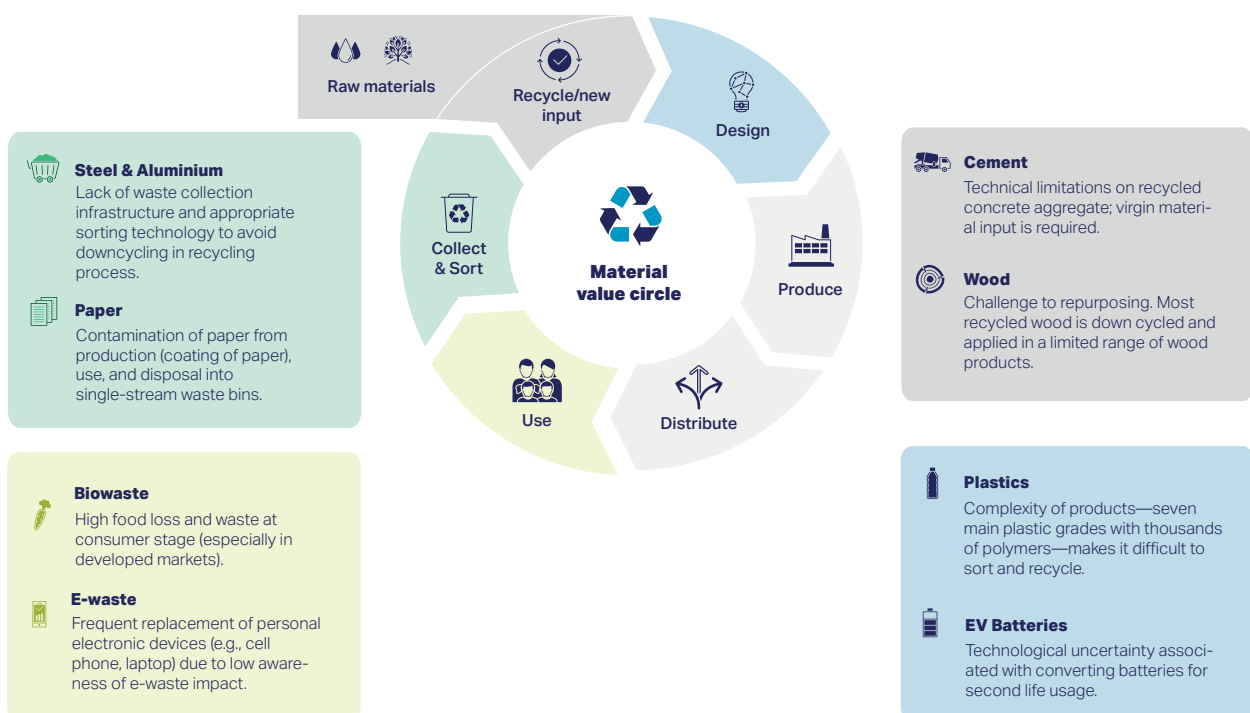 Raw materials
Recycle/new
input
Design
Produce
Distribute
Use
Collect
& Sort
Material
value circle
Steel & Aluminium
Lack of waste collection
infrastructure and appropriate
sorting technology to avoid
downcycling in recycling
process.
Paper
Contamination of paper from
production (coating of paper),
use, and disposal into
single-stream waste bins.
Biowaste
High food loss and waste at
consumer stage (especially in
developed markets).
E-waste
Frequent replacement of personal
electronic devices (e.g., cell
phone, laptop) due to low aware-
ness of e-waste impact.
Cement
Technical limitations on recycled
concrete aggregate; virgin materi-
al input is required.
Wood
Challenge to repurposing. Most
recycled wood is down cycled and
applied in a limited range of wood
products.
Plastics
Complexity of products—seven
main plastic grades with thousands
of polymers—makes it difficult to
sort and recycle.
EV Batteries
Technological uncertainty associ-
ated with converting batteries for
second life usage.